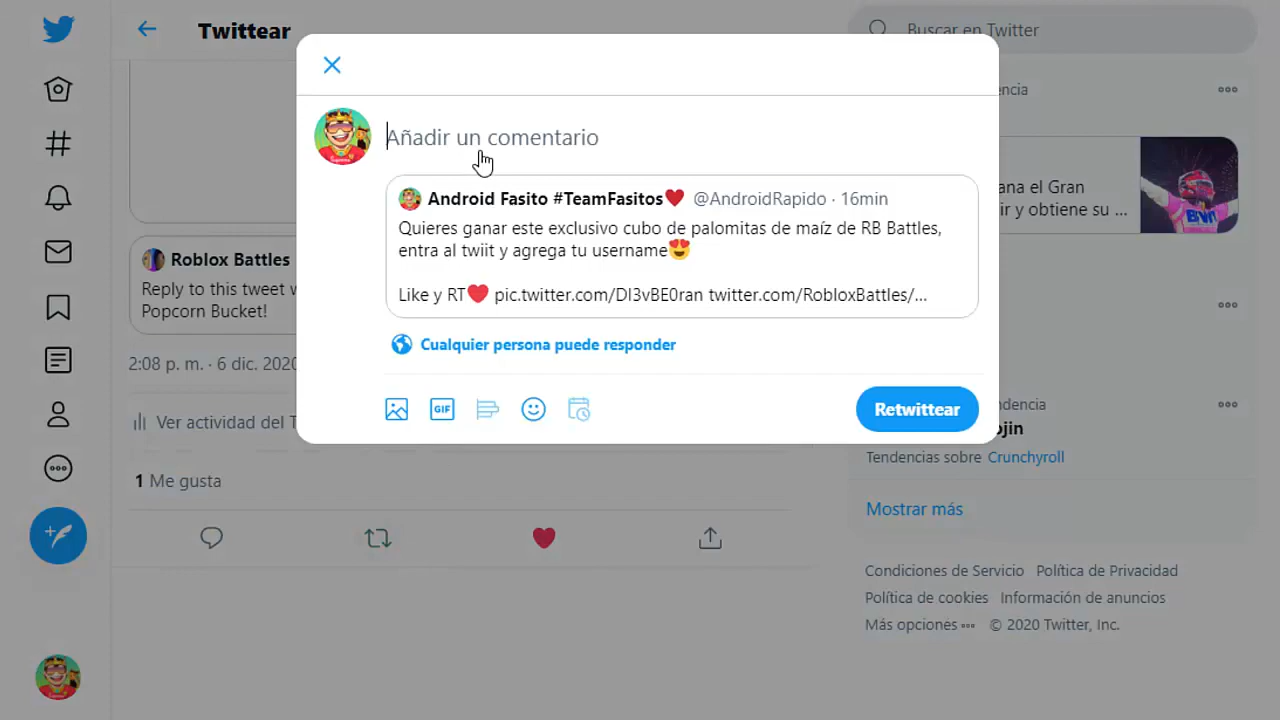 Twittear
Buscar en Twitter
encia
Añadir un comentario
ana el Gran
ir y obtiene su ...
Android Fasito #TeamFasitos❤️ @AndroidRapido · 16min
Quieres ganar este exclusivo cubo de palomitas de maíz de RB Battles,
entra al twiit y agrega tu username😍
Like y RT❤️ pic.twitter.com/DI3vBE0ran twitter.com/RobloxBattles/...
Roblox Battles
Reply to this tweet w
Popcorn Bucket!
Cualquier persona puede responder
2:08 p. m. · 6 dic. 2020
GIF
Retwittear
Ver actividad del T
ndencia
ojin
Tendencias sobre Crunchyroll
1 Me gusta
Mostrar más
Condiciones de Servicio Política de Privacidad
Política de cookies Información de anuncios
Más opciones ••• © 2020 Twitter, Inc.